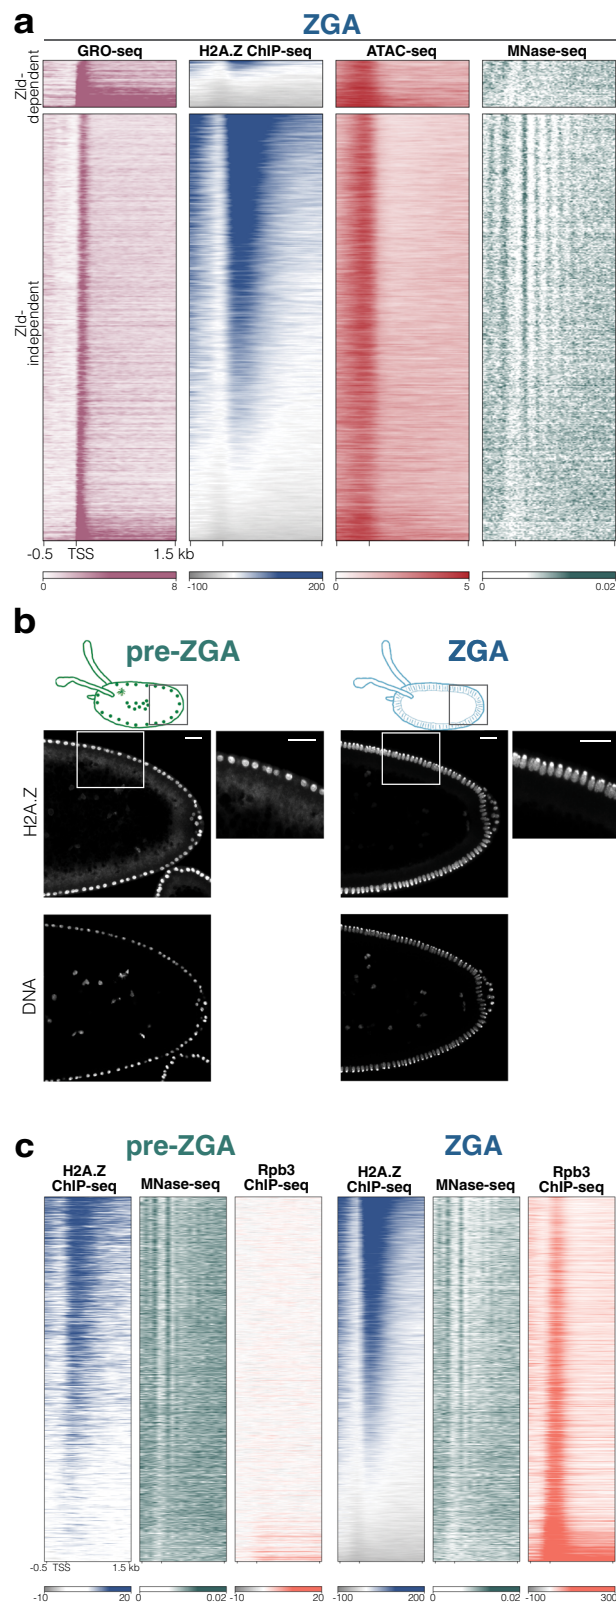 a
ZGA
GRO-seq H2A.Z ChIP-seq ATAC-seq MNase-seq
Zld-
dependent
Zld-
independent
-0.5 TSS 1.5 kb
0 8 -100 200 0 5 0 0.02
b
pre-ZGA ZGA
H2A.Z
DNA
c
pre-ZGA ZGA
H2A.Z
ChIP-seq
MNase-seq
Rpb3
ChIP-seq
H2A.Z
ChIP-seq
MNase-seq
Rpb3
ChIP-seq
-0.5 TSS 1.5 kb
-10 20 0 0.02 -10 20 -100 200 0 0.02 -100 300